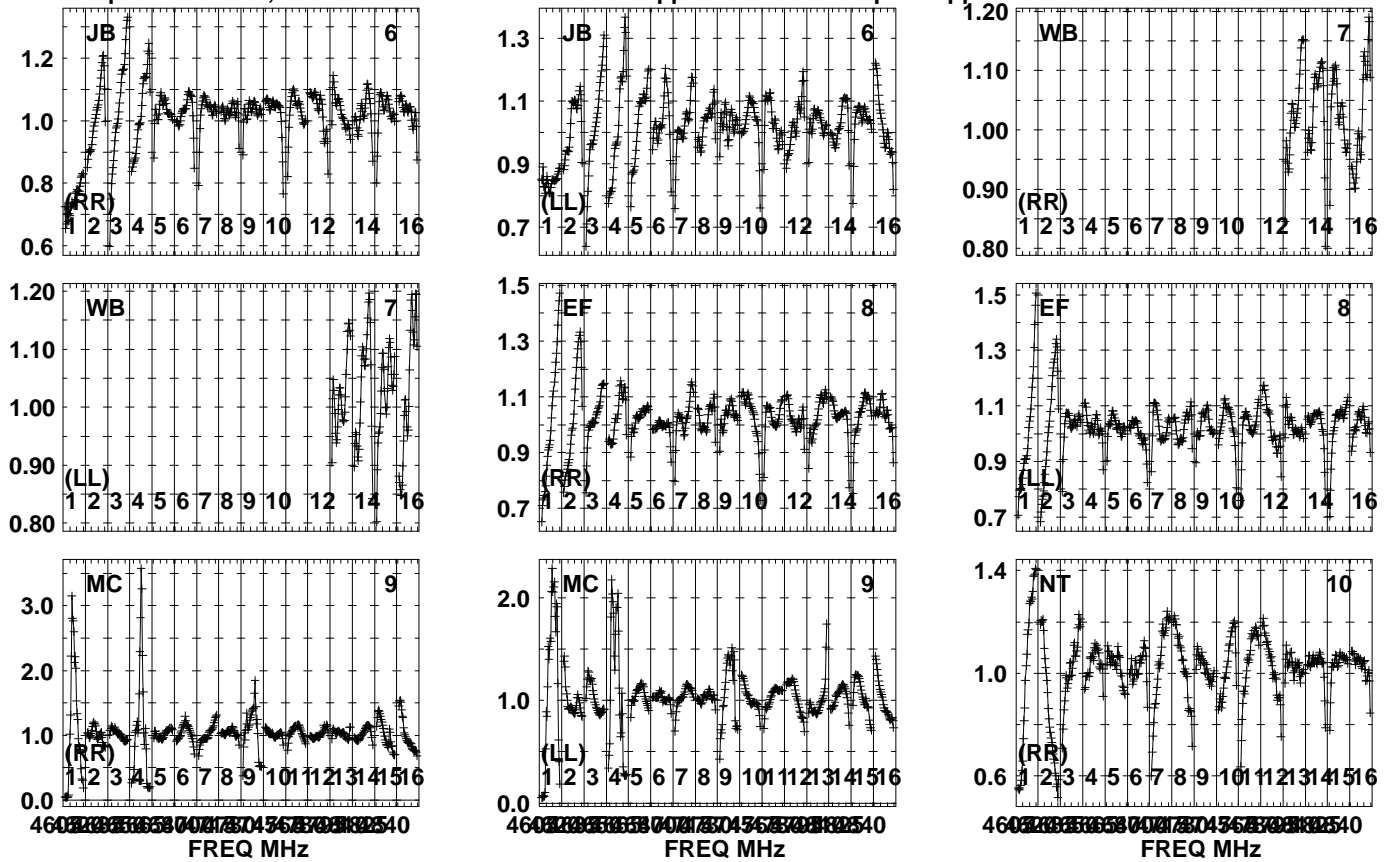 JB 6
1.2
1.0
0.8
0.6
(RR)
1 2 3 4 5 6 7 8 9 10 12 14 16
JB 6
1.3
1.1
0.9
0.7
(LL)
1 2 3 4 5 6 7 8 9 10 12 14 16
WB 7
1.20
1.10
1.00
0.90
0.80
(RR)
1 2 3 4 5 6 7 8 9 10 12 14 16
WB 7
1.20
1.10
1.00
0.90
0.80
(LL)
1 2 3 4 5 6 7 8 9 10 12 14 16
EF 8
1.5
1.3
1.1
0.9
0.7
(RR)
1 2 3 4 5 6 7 8 9 10 12 14 16
EF 8
1.5
1.3
1.1
0.9
0.7
(LL)
1 2 3 4 5 6 7 8 9 10 12 14 16
MC 9
3.0
2.0
1.0
0.0
(RR)
1 2 3 4 5 6 7 8 9 10 11 12 13 14 15 16
FREQ MHz
MC 9
2.0
1.0
0.0
(LL)
1 2 3 4 5 6 7 8 9 10 11 12 13 14 15 16
FREQ MHz
NT 10
1.4
1.0
0.6
(RR)
1 2 3 4 5 6 7 8 9 10 11 12 13 14 15 16
FREQ MHz